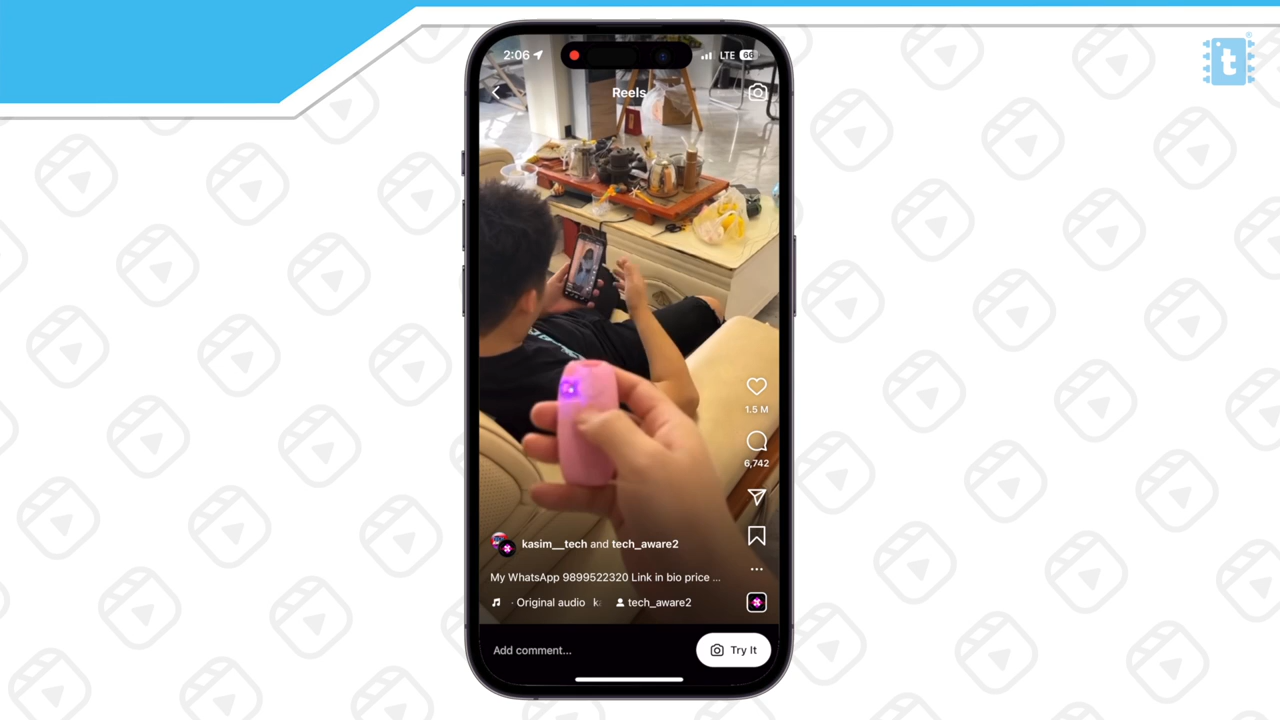 2:06
LTE 66
Reels
1.5 M
6,742
kasim__tech and tech_aware2
My WhatsApp 9899522320 Link in bio price ...
· Original audio k
tech_aware2
Add comment...
Try It
t
®